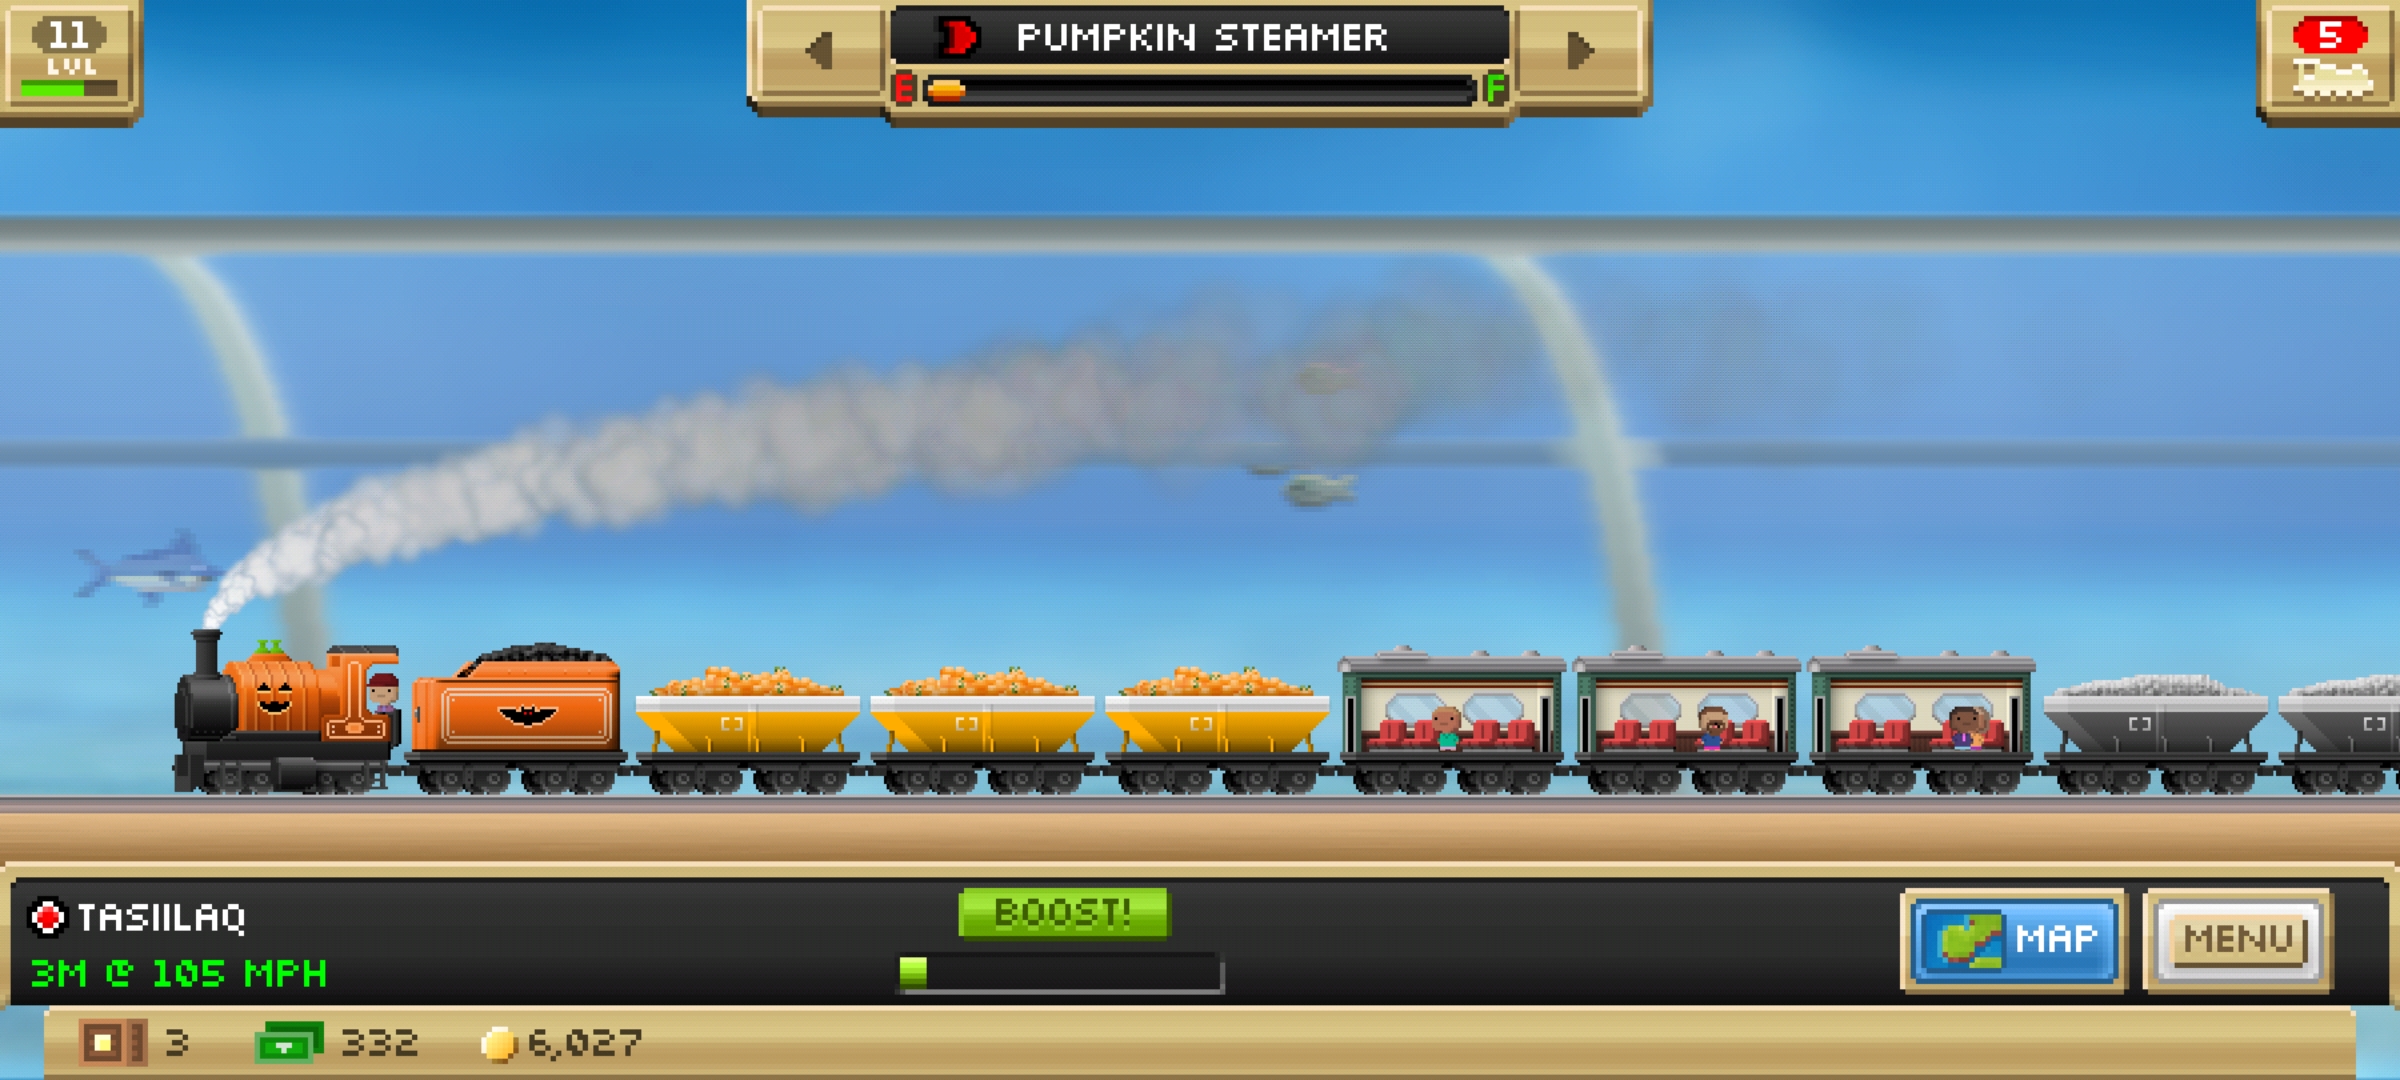 11
LVL
PUMPKIN STEAMER
E F
5
TASIILAQ
3M @ 105 MPH
BOOST!
MAP
MENU
3
332
6,027